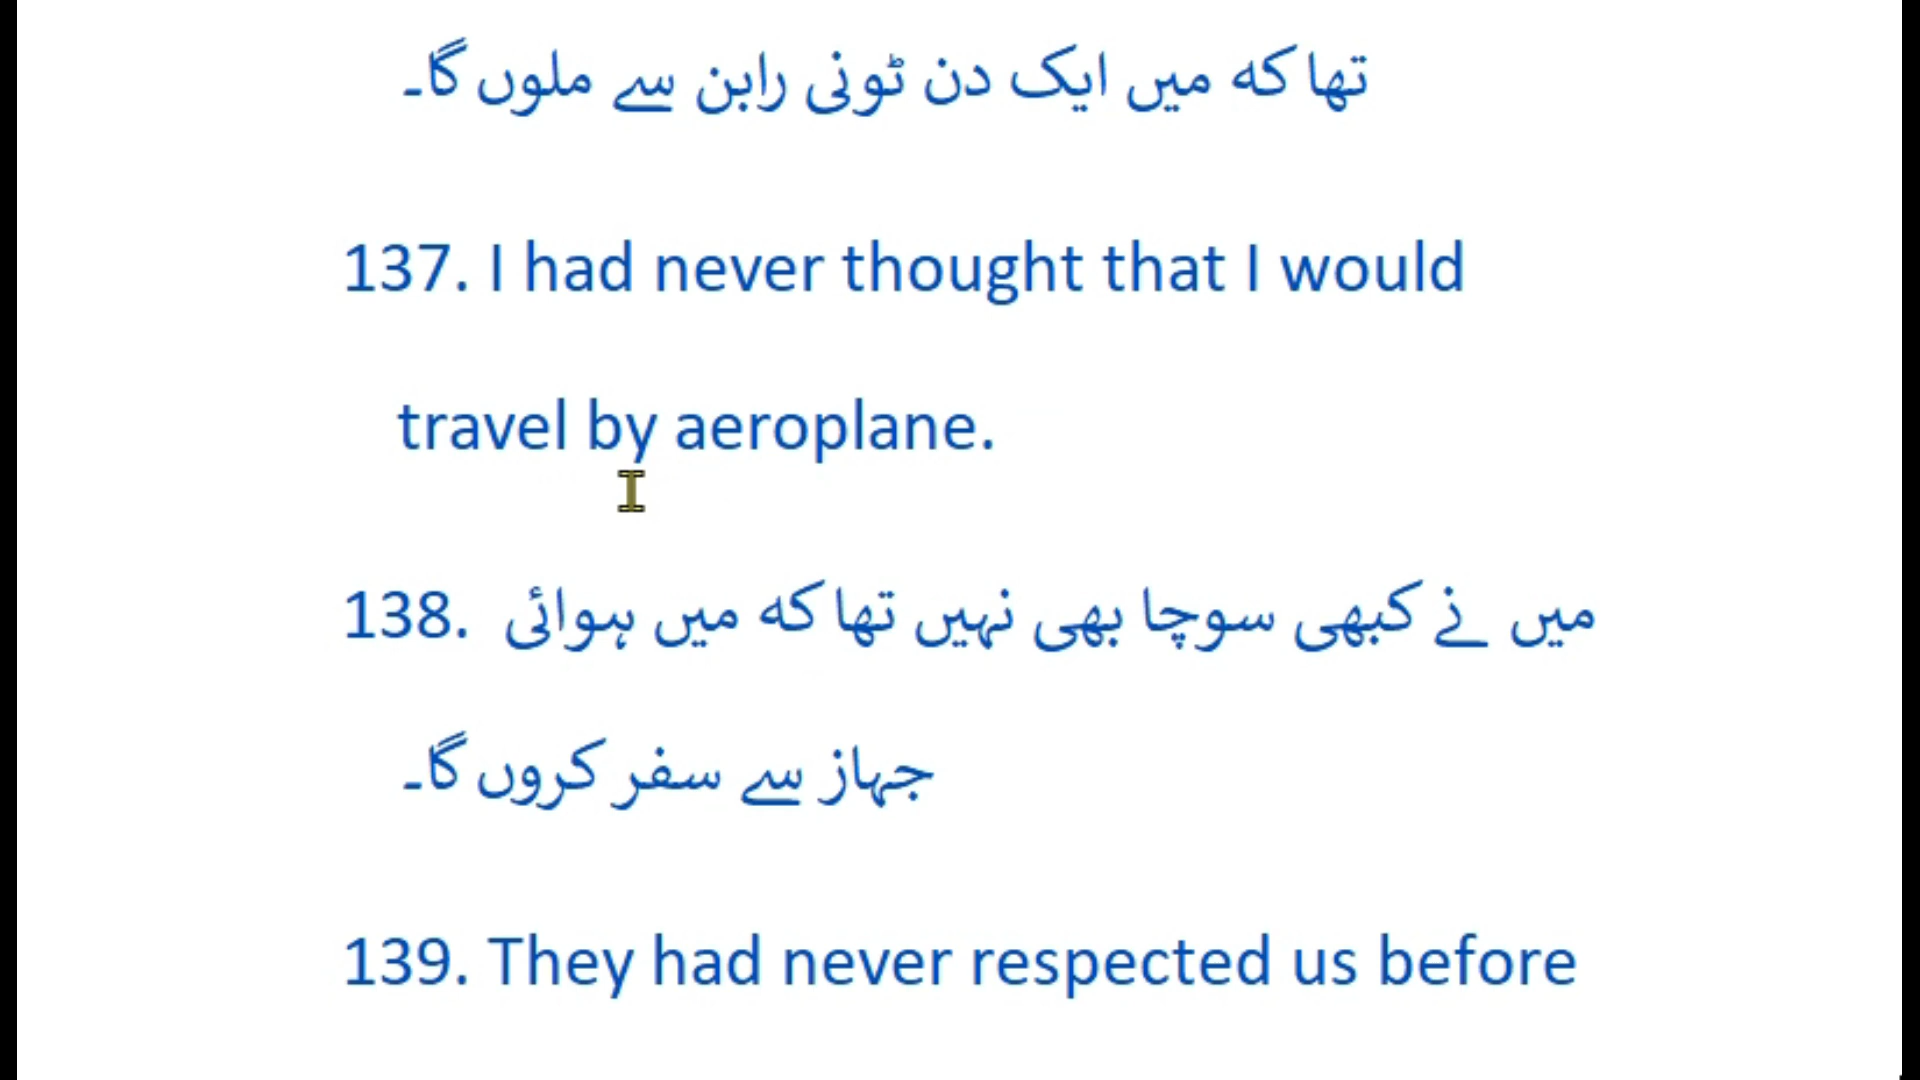 تھا کہ میں ایک دن ٹونی رابن سے ملوں گا۔
137. I had never thought that I would
travel by aeroplane.
138. میں نے کبھی سوچا بھی نہیں تھا کہ میں ہوائی
جہاز سے سفر کروں گا۔
139. They had never respected us before